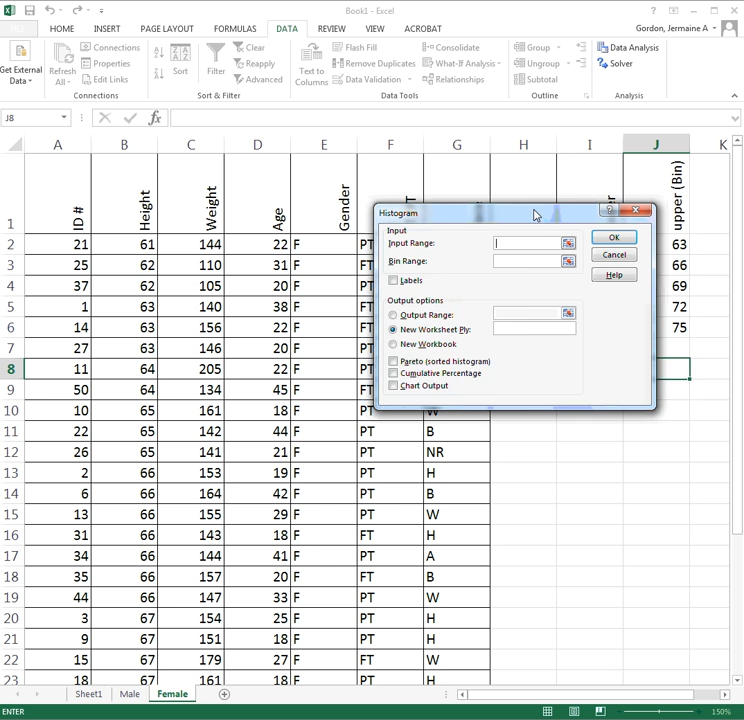 Book1 - Excel
HOME INSERT PAGE LAYOUT FORMULAS DATA REVIEW VIEW ACROBAT Gordon, Jermaine A
Get External Data
Refresh All
Connections
Properties
Edit Links
Sort
Filter
Clear
Reapply
Advanced
Text to Columns
Flash Fill
Remove Duplicates
Data Validation
Consolidate
What-If Analysis
Relationships
Group
Ungroup
Subtotal
Data Analysis
Solver
Connections Sort & Filter Data Tools Outline Analysis
J8 fx
A B C D E F G H I J K
1 ID # Height Weight Age Gender upper (Bin)
2 21 61 144 22 F PT 63
3 25 62 110 31 F FT 66
4 37 62 105 20 F PT 69
5 1 63 140 38 F FT 72
6 14 63 156 22 F FT 75
7 27 63 146 20 F PT
8 11 64 205 22 F PT
9 50 64 134 45 F FT
10 10 65 161 18 F PT W
11 22 65 142 44 F PT B
12 26 65 141 21 F PT NR
13 2 66 153 19 F PT H
14 6 66 164 42 F PT B
15 13 66 155 29 F PT W
16 31 66 143 18 F FT H
17 34 66 144 41 F PT A
18 35 66 157 20 F FT B
19 44 66 147 33 F PT W
20 3 67 154 25 F PT H
21 9 67 151 18 F PT H
22 15 67 179 27 F FT W
23 18 67 161 18 F PT H
Histogram
Input
Input Range:
Bin Range:
Labels
Output options
Output Range:
New Worksheet Ply:
New Workbook
Pareto (sorted histogram)
Cumulative Percentage
Chart Output
OK
Cancel
Help
Sheet1 Male Female
ENTER 150%